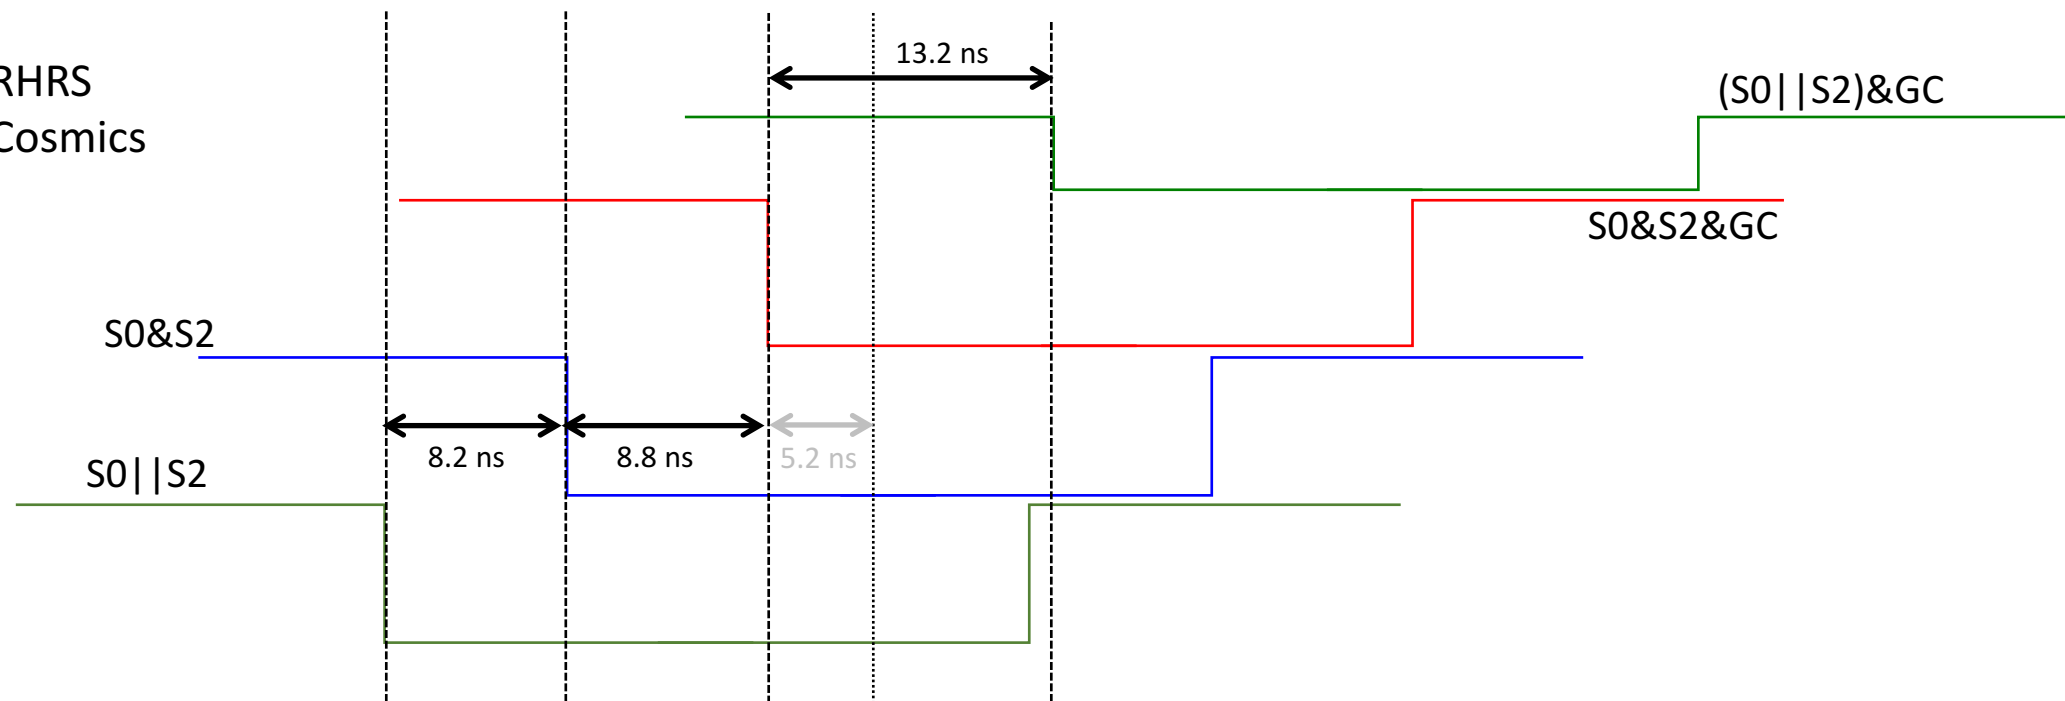 RHRS
Cosmics
13.2 ns
(S0||S2)&GC
S0&S2&GC
S0&S2
8.2 ns
8.8 ns
5.2 ns
S0||S2